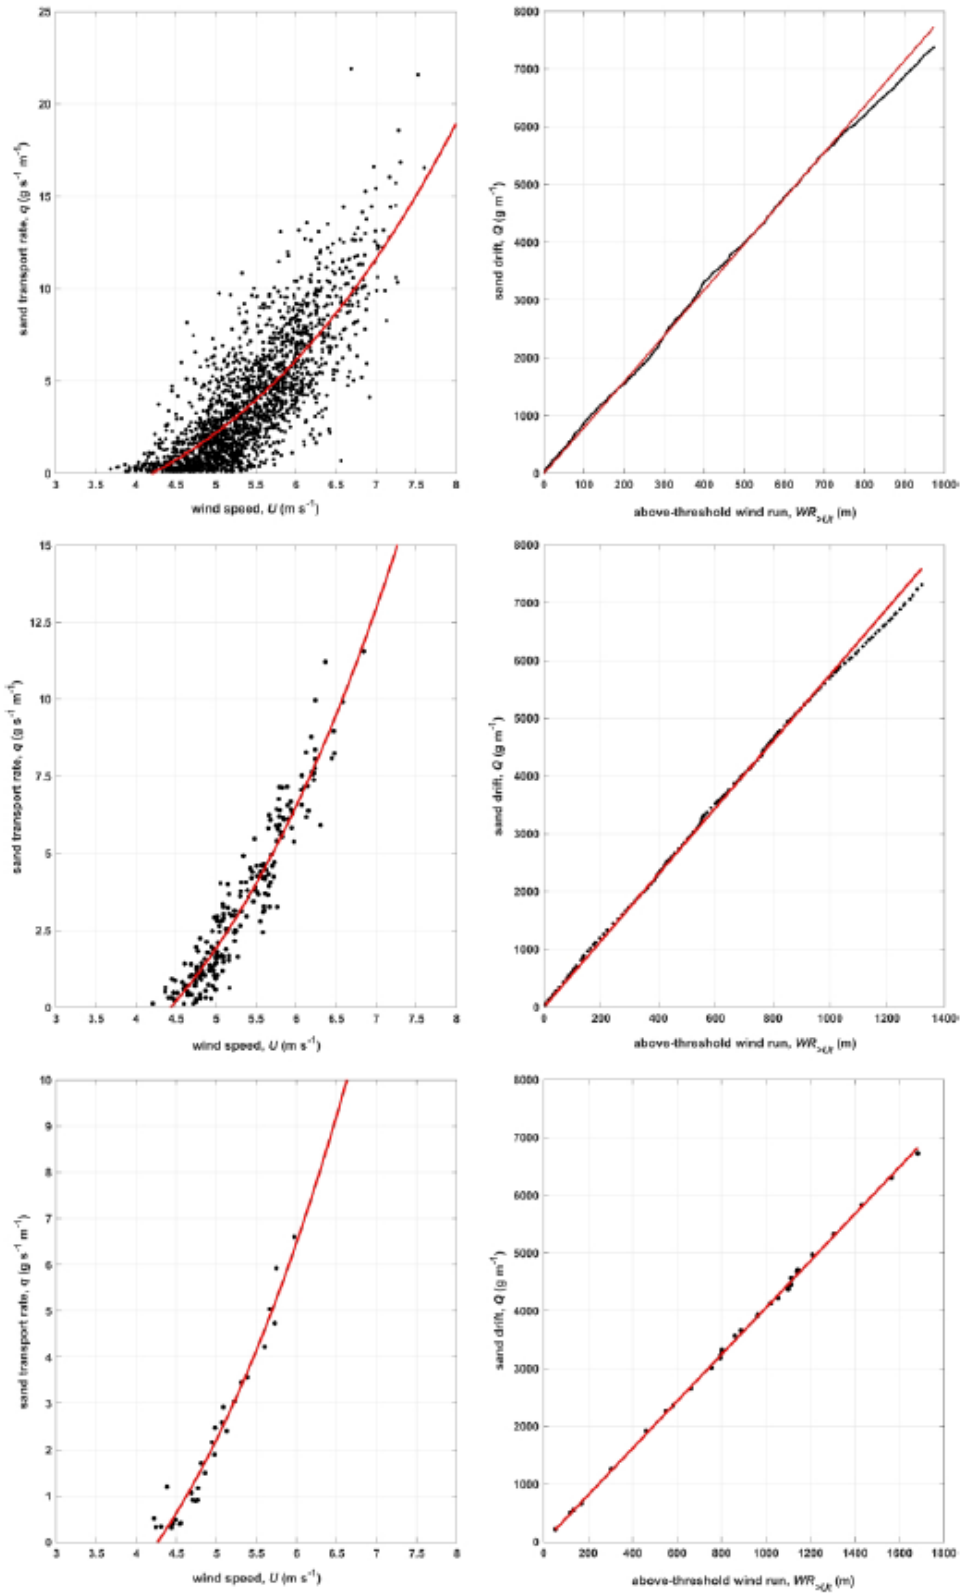 25
20
15
10
5
0
3 3.5 4 4.5 5 5.5 6 6.5 7 7.5 8
sand transport rate, q (g s⁻¹ m⁻¹)
wind speed, U (m s⁻¹)
8000
7000
6000
5000
4000
3000
2000
1000
0
0 100 200 300 400 500 600 700 800 900 1000
sand drift, Q (g m⁻¹)
above-threshold wind run, WR>Ut (m)
15
12.5
10
7.5
5
2.5
0
3 3.5 4 4.5 5 5.5 6 6.5 7 7.5 8
sand transport rate, q (g s⁻¹ m⁻¹)
wind speed, U (m s⁻¹)
8000
7000
6000
5000
4000
3000
2000
1000
0
0 200 400 600 800 1000 1200 1400
sand drift, Q (g m⁻¹)
above-threshold wind run, WR>Ut (m)
10
9
8
7
6
5
4
3
2
1
0
3 3.5 4 4.5 5 5.5 6 6.5 7 7.5 8
sand transport rate, q (g s⁻¹ m⁻¹)
wind speed, U (m s⁻¹)
8000
7000
6000
5000
4000
3000
2000
1000
0
0 200 400 600 800 1000 1200 1400 1600 1800
sand drift, Q (g m⁻¹)
above-threshold wind run, WR>Ut (m)